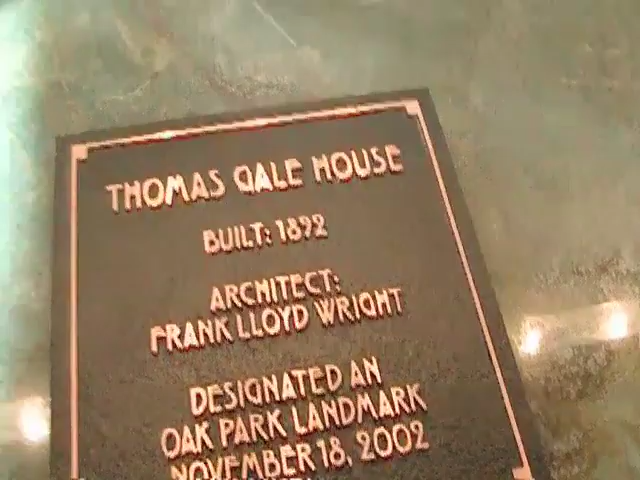 THOMAS GALE HOUSE
BUILT: 1892
ARCHITECT:
FRANK LLOYD WRIGHT
DESIGNATED AN
OAK PARK LANDMARK
NOVEMBER 18, 2002